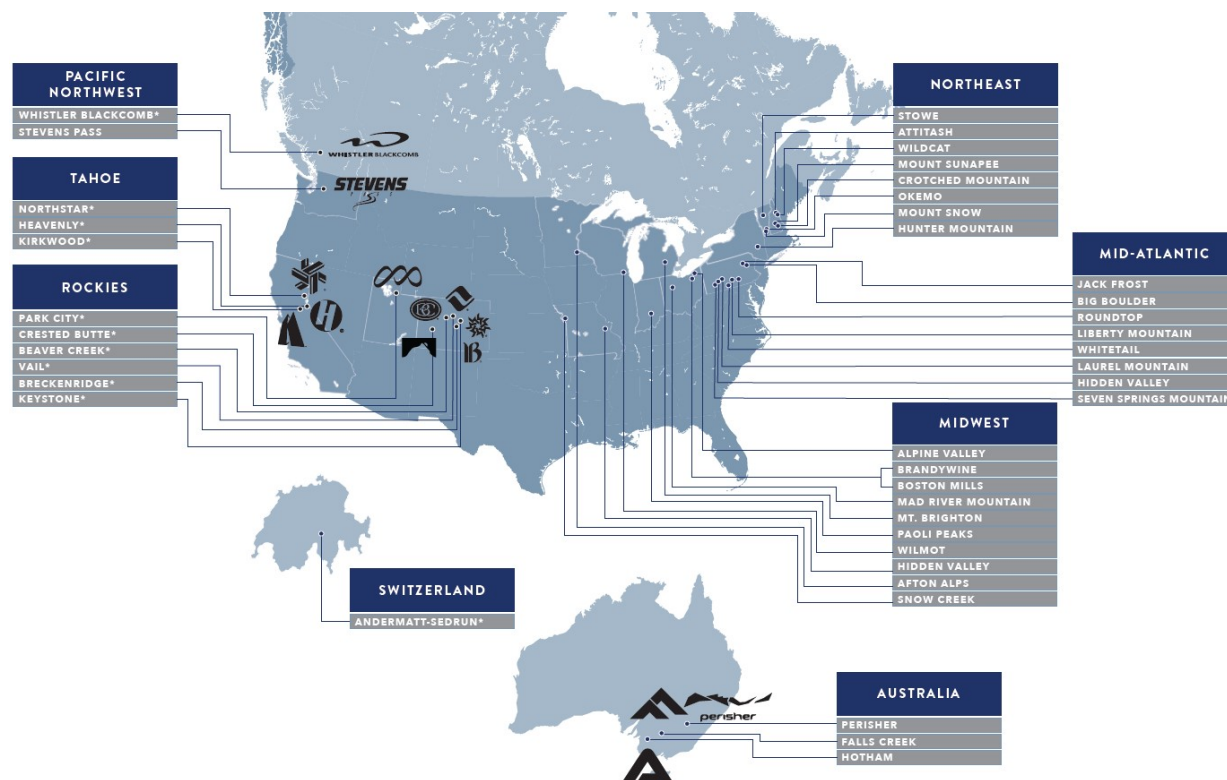 PACIFIC
NORTHWEST
WHISTLER BLACKCOMB*
STEVENS PASS
TAHOE
NORTHSTAR*
HEAVENLY*
KIRKWOOD*
ROCKIES
PARK CITY*
CRESTED BUTTE*
BEAVER CREEK*
VAIL*
BRECKENRIDGE*
KEYSTONE*
WHISTLER BLACKCOMB
STEVENS
PASS
H
B
NORTHEAST
STOWE
ATTITASH
WILDCAT
MOUNT SUNAPEE
CROTCHED MOUNTAIN
OKEMO
MOUNT SNOW
HUNTER MOUNTAIN
MID-ATLANTIC
JACK FROST
BIG BOULDER
ROUNDTOP
LIBERTY MOUNTAIN
WHITETAIL
LAUREL MOUNTAIN
HIDDEN VALLEY
SEVEN SPRINGS MOUNTAIN
MIDWEST
ALPINE VALLEY
BRANDYWINE
BOSTON MILLS
MAD RIVER MOUNTAIN
MT. BRIGHTON
PAOLI PEAKS
WILMOT
HIDDEN VALLEY
AFTON ALPS
SNOW CREEK
SWITZERLAND
ANDERMATT-SEDRUN*
perisher
AUSTRALIA
PERISHER
FALLS CREEK
HOTHAM